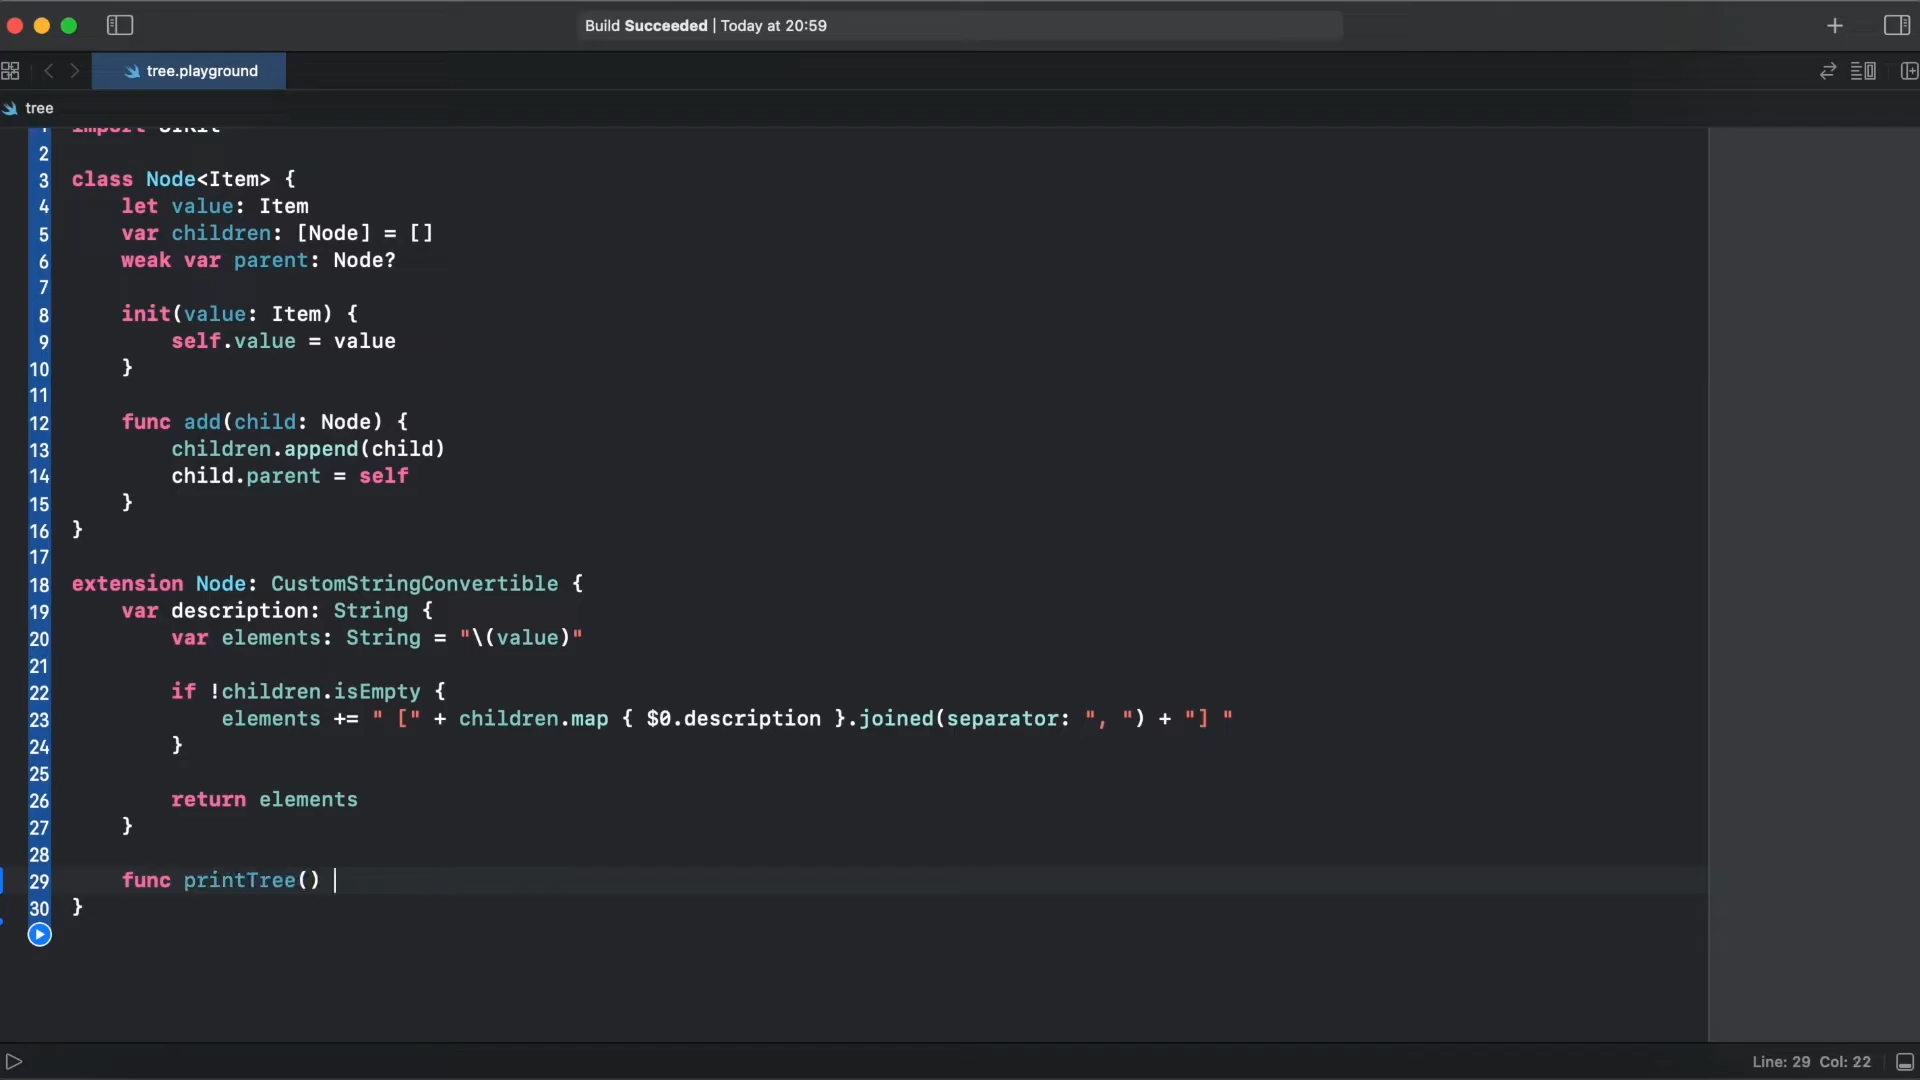 Build Succeeded | Today at 20:59
tree.playground
tree
1 import UIKit
2
3 class Node<Item> {
4     let value: Item
5     var children: [Node] = []
6     weak var parent: Node?
7
8     init(value: Item) {
9         self.value = value
10     }
11
12     func add(child: Node) {
13         children.append(child)
14         child.parent = self
15     }
16 }
17
18 extension Node: CustomStringConvertible {
19     var description: String {
20         var elements: String = "\(value)"
21
22         if !children.isEmpty {
23             elements += " [" + children.map { $0.description }.joined(separator: ", ") + "] "
24         }
25
26         return elements
27     }
28
29     func printTree()
30 }
Line: 29 Col: 22